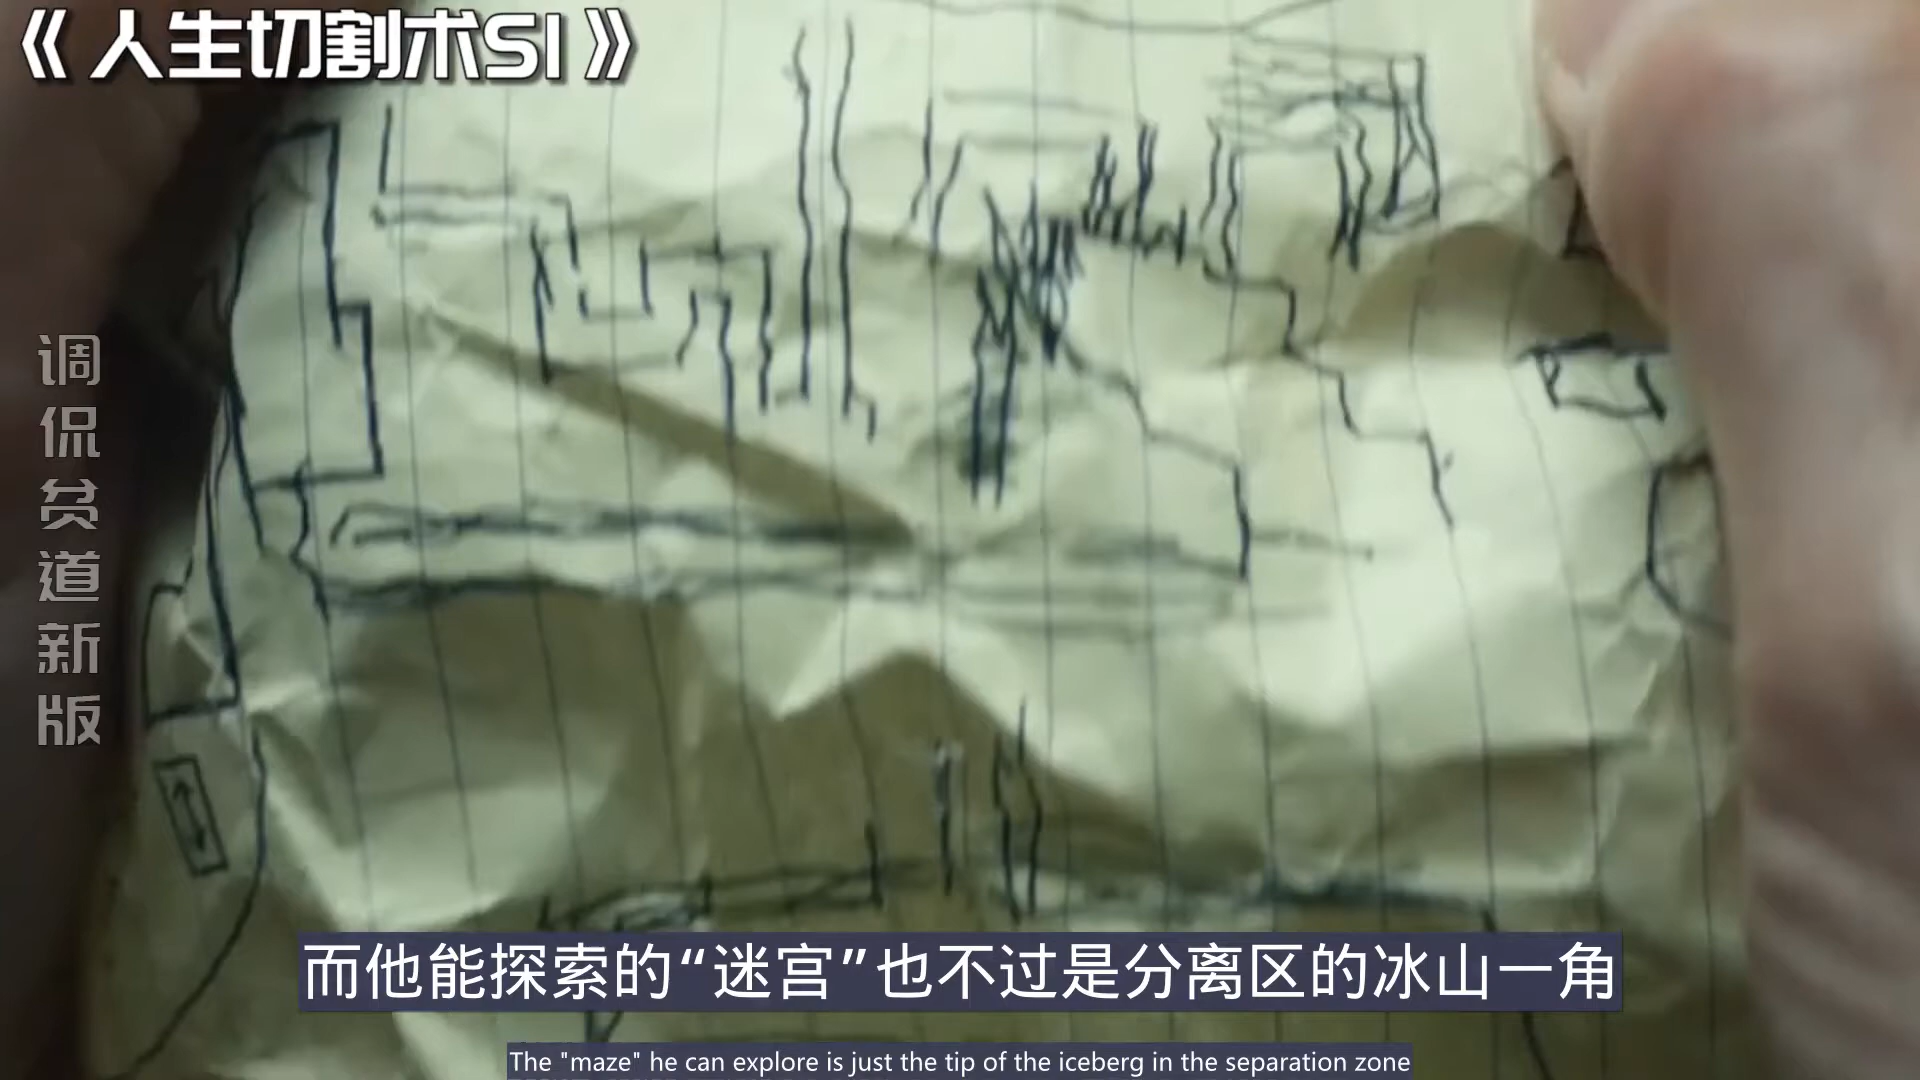 《人生切割术S1》
调侃贫道新版
而他能探索的“迷宫”也不过是分离区的冰山一角
The "maze" he can explore is just the tip of the iceberg in the separation zone